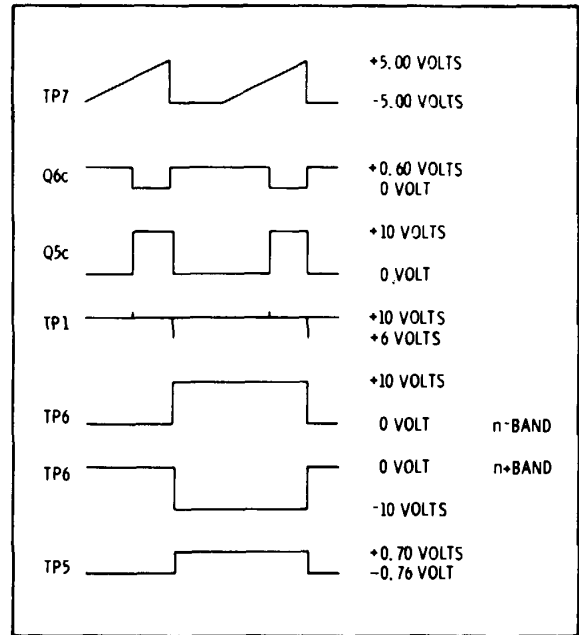 TP7
+5.00 VOLTS
-5.00 VOLTS
Q6c
+0.60 VOLTS
0 VOLT
Q5c
+10 VOLTS
0 VOLT
TP1
+10 VOLTS
+6 VOLTS
TP6
+10 VOLTS
0 VOLT n-BAND
TP6
0 VOLT n+BAND
-10 VOLTS
TP5
+0.70 VOLTS
-0.76 VOLT